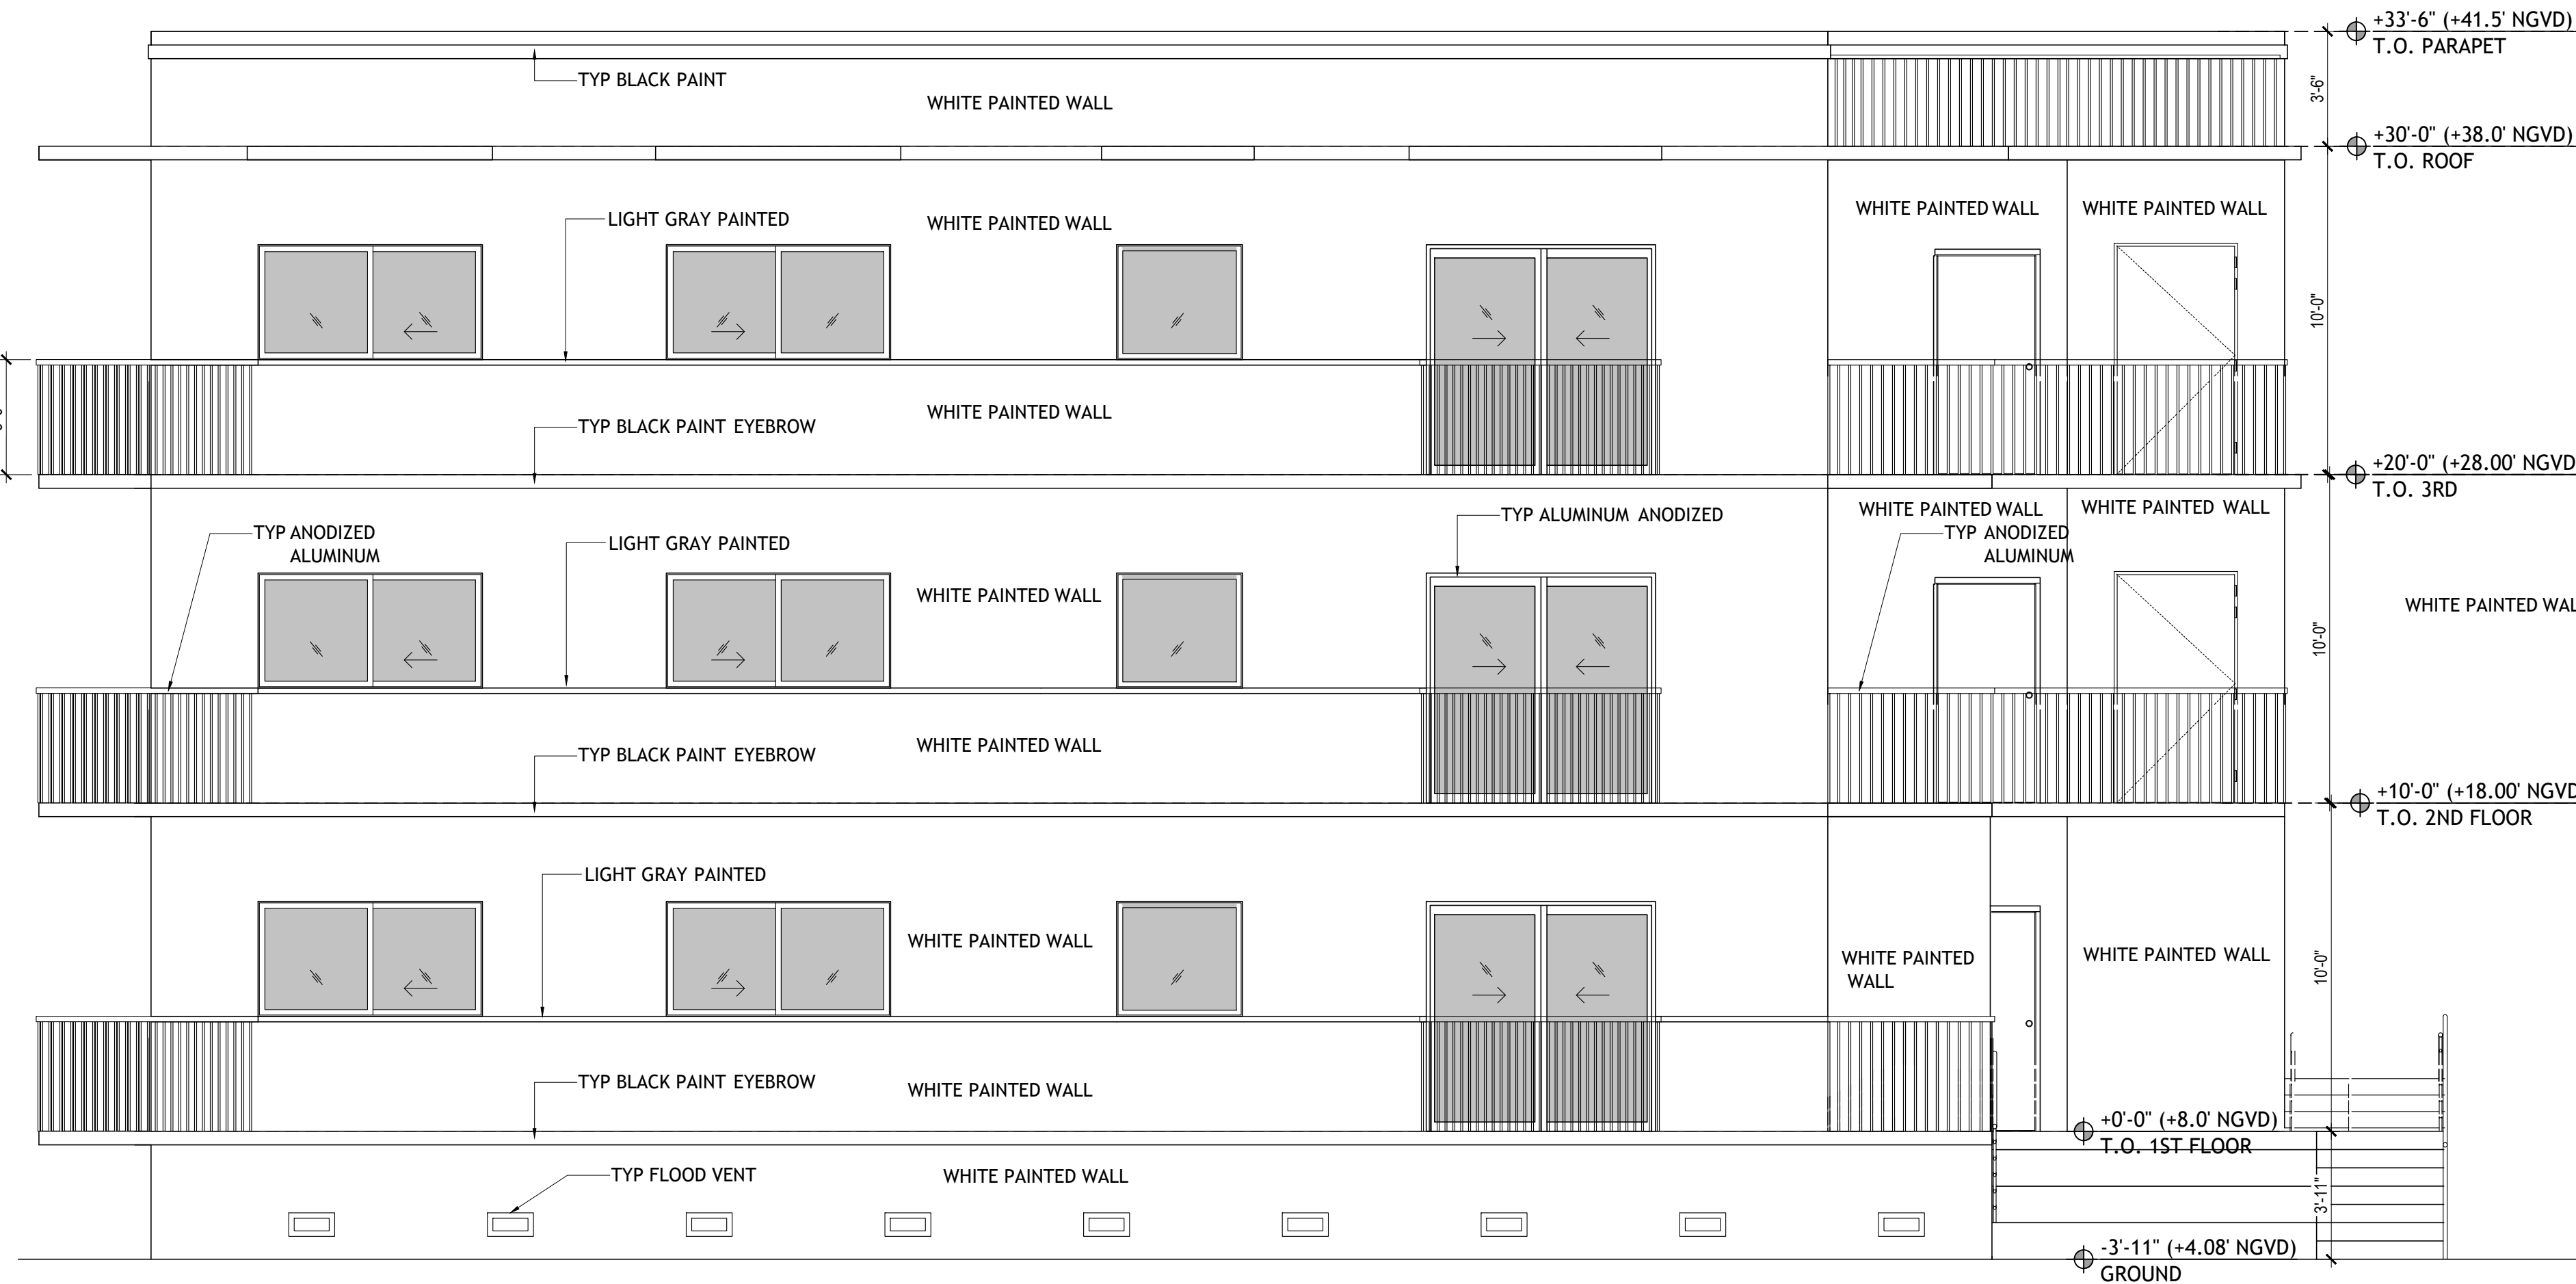 +33'-6" (+41.5' NGVD)
T.O. PARAPET
TYP BLACK PAINT
WHITE PAINTED WALL
3'-6"
+30'-0" (+38.0' NGVD)
T.O. ROOF
LIGHT GRAY PAINTED
WHITE PAINTED WALL
WHITE PAINTED WALL
WHITE PAINTED WALL
10'-0"
WHITE PAINTED WALL
TYP BLACK PAINT EYEBROW
+20'-0" (+28.00' NGVD
T.O. 3RD
TYP ANODIZED
ALUMINUM
LIGHT GRAY PAINTED
TYP ALUMINUM ANODIZED
WHITE PAINTED WALL
WHITE PAINTED WALL
TYP ANODIZED
ALUMINUM
WHITE PAINTED WALL
WHITE PAINTED WAL
10'-0"
WHITE PAINTED WALL
TYP BLACK PAINT EYEBROW
+10'-0" (+18.00' NGVD
T.O. 2ND FLOOR
LIGHT GRAY PAINTED
WHITE PAINTED WALL
WHITE PAINTED
WALL
WHITE PAINTED WALL
10'-0"
TYP BLACK PAINT EYEBROW
WHITE PAINTED WALL
+0'-0" (+8.0' NGVD)
T.O. 1ST FLOOR
TYP FLOOD VENT
WHITE PAINTED WALL
3'-11"
-3'-11" (+4.08' NGVD)
GROUND